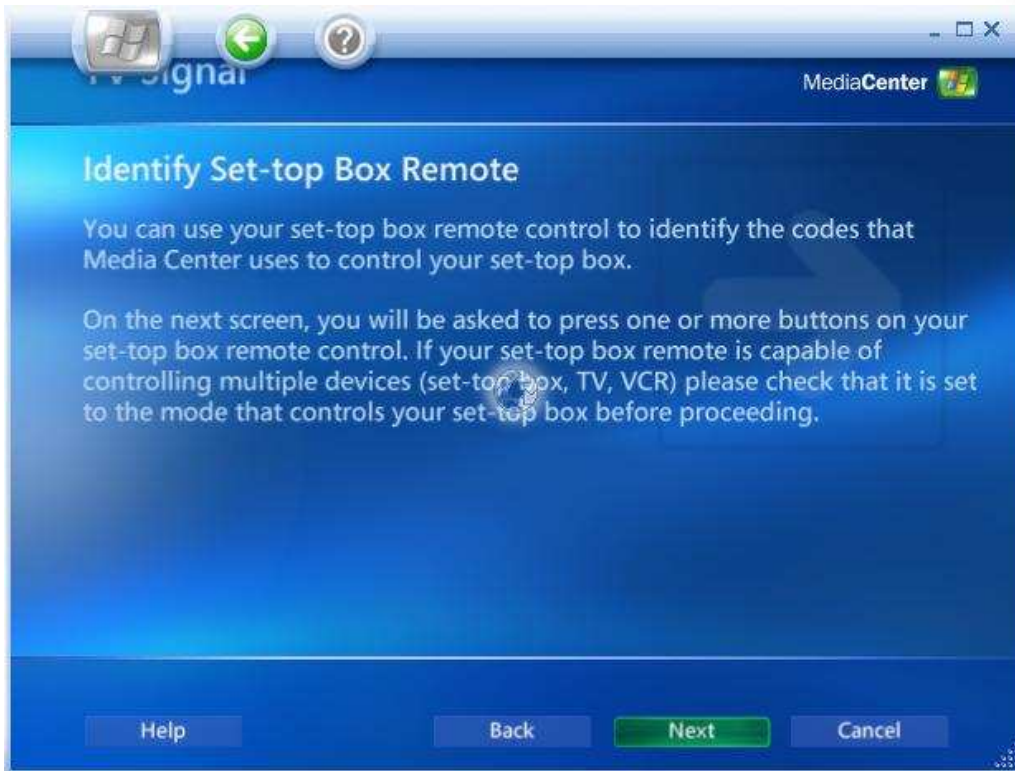 TV Signal
MediaCenter
Identify Set-top Box Remote
You can use your set-top box remote control to identify the codes that
Media Center uses to control your set-top box.
On the next screen, you will be asked to press one or more buttons on your
set-top box remote control. If your set-top box remote is capable of
controlling multiple devices (set-top box, TV, VCR) please check that it is set
to the mode that controls your set-top box before proceeding.
Help Back Next Cancel